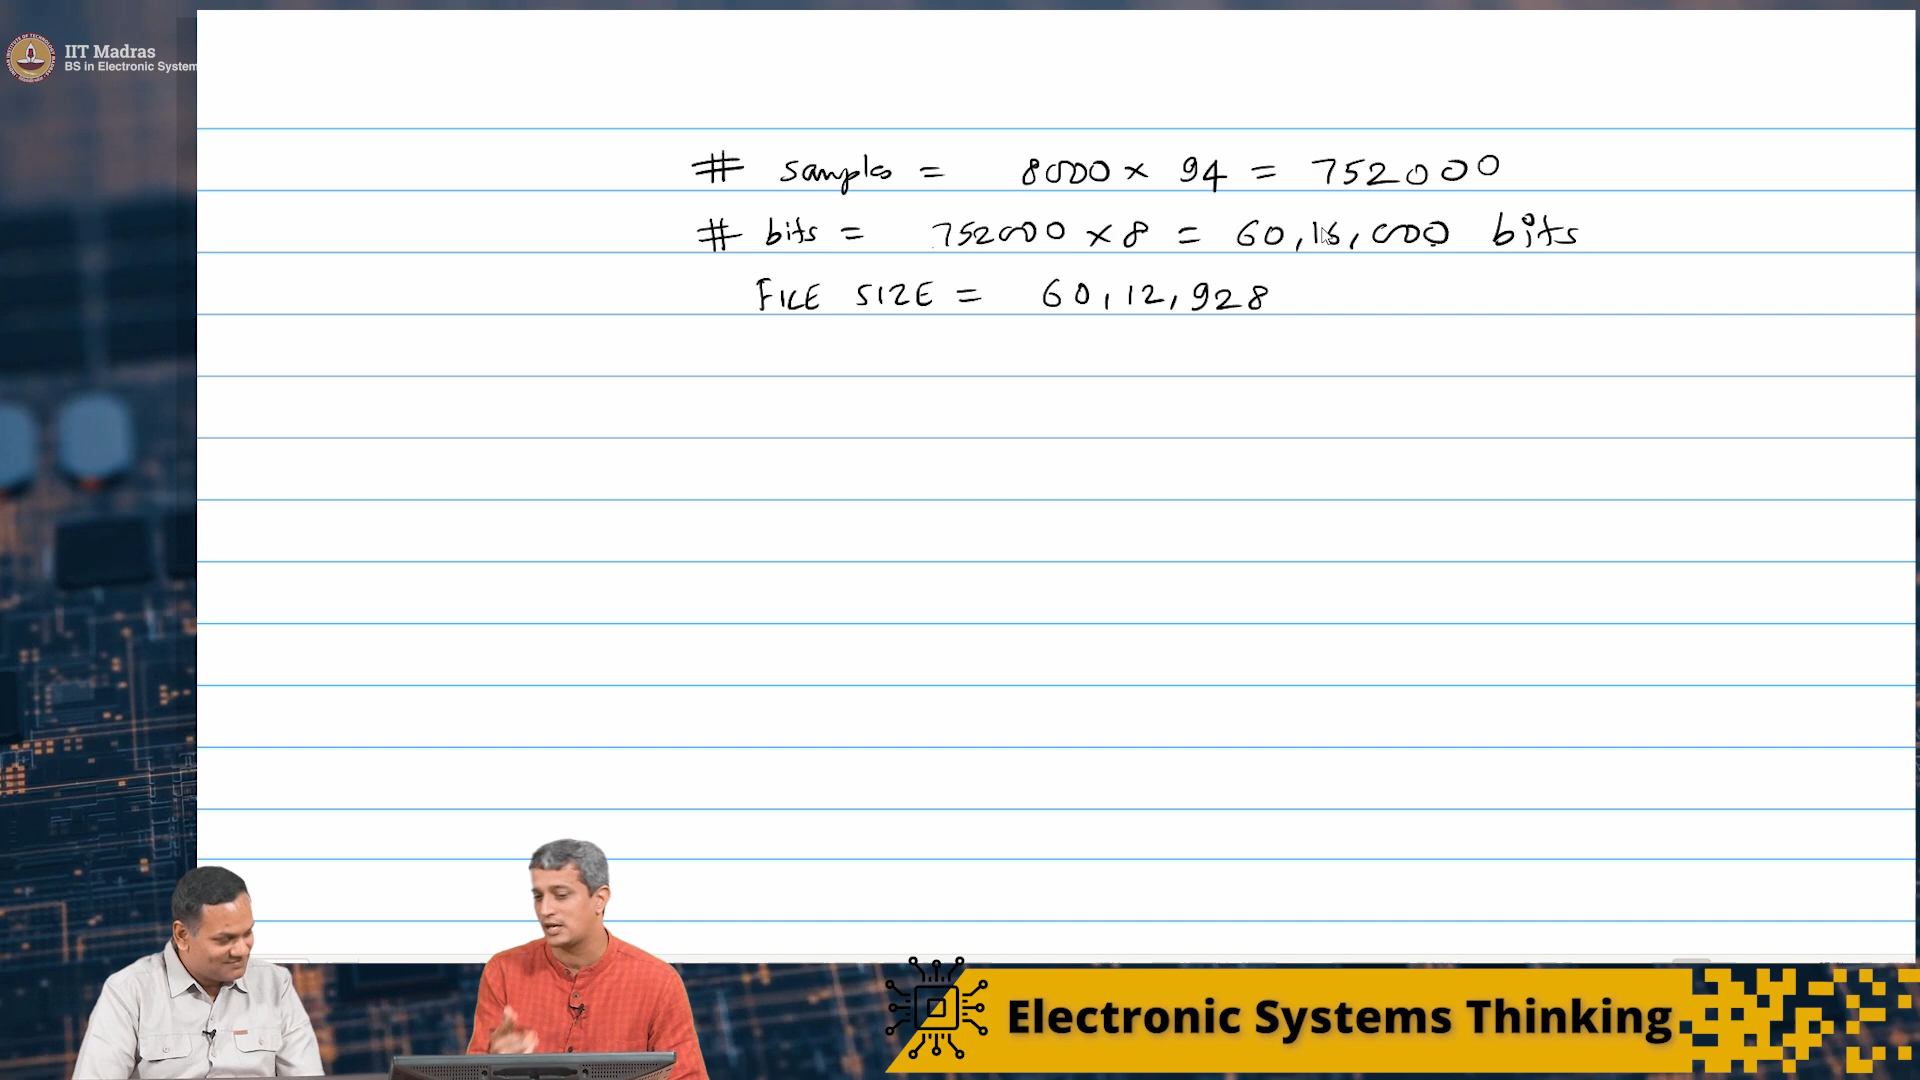 IIT Madras
BS in Electronic System
# samples = 8000 × 94 = 752000
# bits = 752000 × 8 = 60,16,000 bits
FILE SIZE = 60,12,928
Electronic Systems Thinking